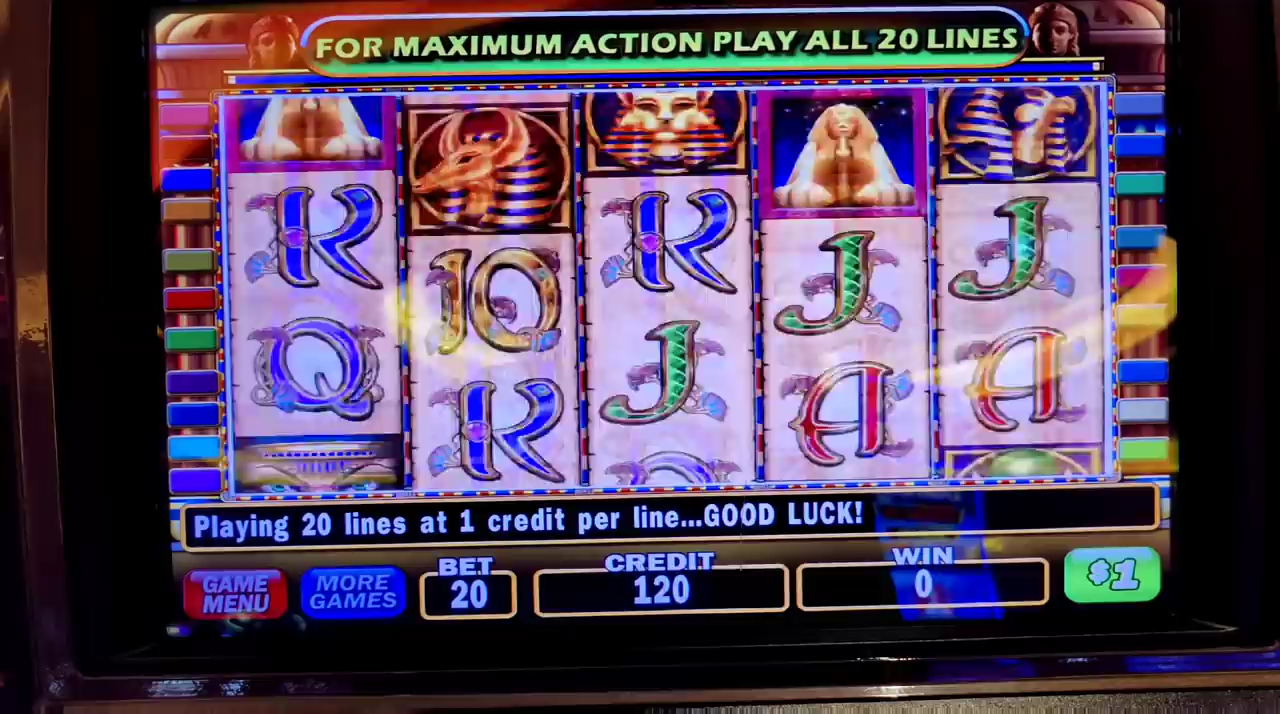 FOR MAXIMUM ACTION PLAY ALL 20 LINES
K K J
J
Q 10 J
A A
K
Playing 20 lines at 1 credit per line...GOOD LUCK!
BET CREDIT WIN
GAME MENU MORE GAMES 20 120 0 $1